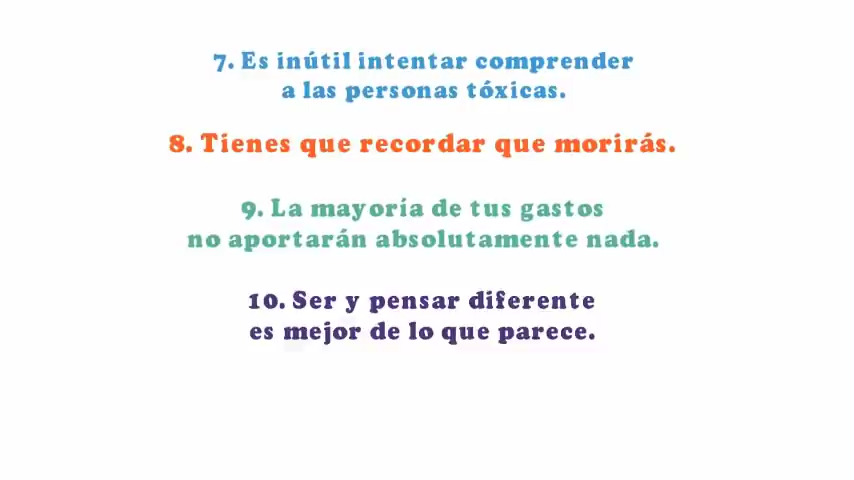 7. Es inútil intentar comprender
a las personas tóxicas.
8. Tienes que recordar que morirás.
9. La mayoría de tus gastos
no aportarán absolutamente nada.
10. Ser y pensar diferente
es mejor de lo que parece.